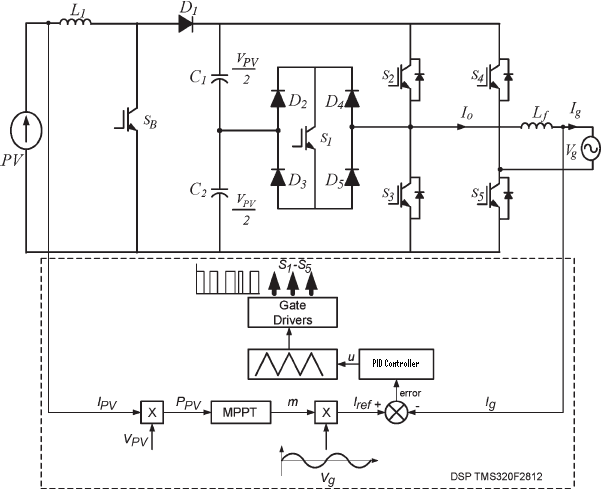 L1
D1
C1
VPV
2
D2
D4
S2
S4
SB
S1
Io
Lf
Ig
PV
Vg
C2
VPV
2
D3
D5
S3
S5
S1-S5
Gate
Drivers
u
PID Controller
error
IPV
X
PPV
MPPT
m
X
Iref +
-
Ig
VPV
Vg
DSP TMS320F2812